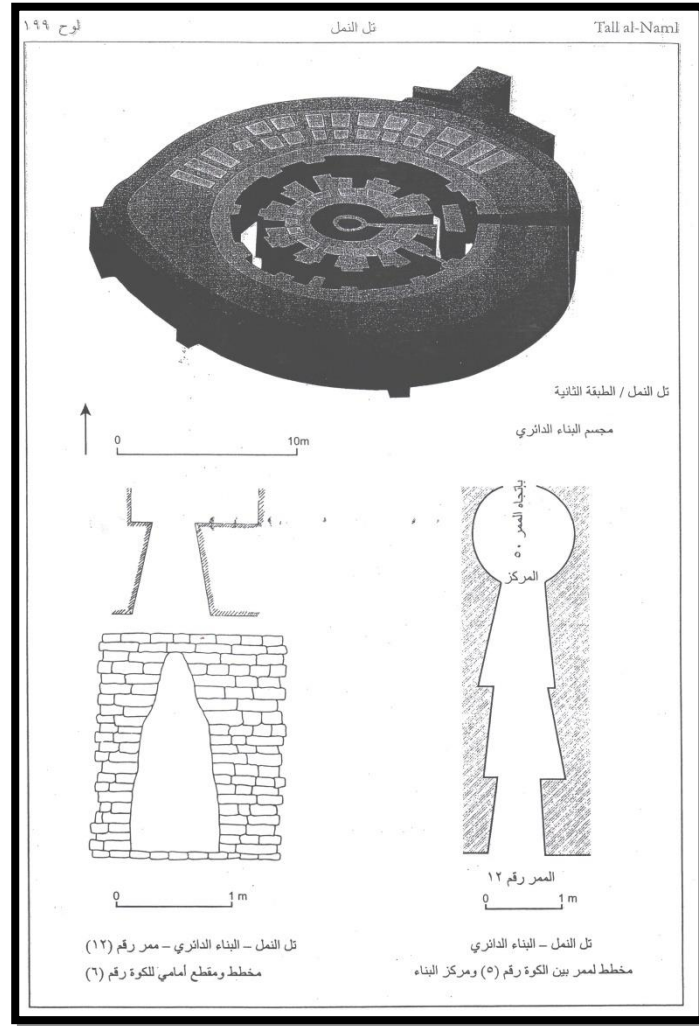 لوح ١٩٩
تل النمل
Tall al-Naml
تل النمل / الطبقة الثانية
مجسم البناء الدائري
0 10m
بإتجاه الممر ٥٠
المركز
الممر رقم ١٢
0 1 m
0 1 m
تل النمل – البناء الدائري
مخطط لممر بين الكوة رقم (٥) ومركز البناء
تل النمل – البناء الدائري – ممر رقم (١٢)
مخطط ومقطع أمامي للكوة رقم (٦)